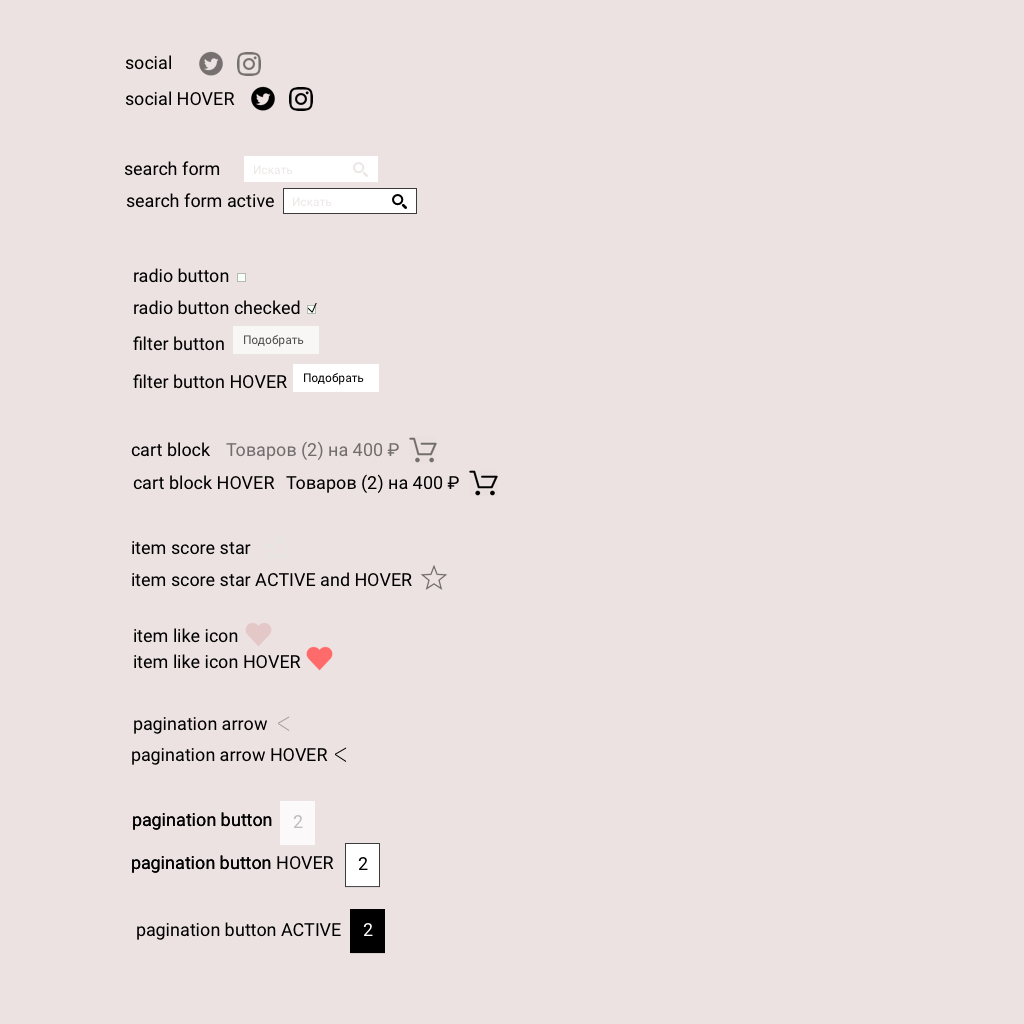 social
social HOVER
search form Искать
search form active Искать
radio button
radio button checked
filter button Подобрать
filter button HOVER Подобрать
cart block Товаров (2) на 400 ₽
cart block HOVER Товаров (2) на 400 ₽
item score star
item score star ACTIVE and HOVER
item like icon
item like icon HOVER
pagination arrow <
pagination arrow HOVER <
pagination button 2
pagination button HOVER 2
pagination button ACTIVE 2